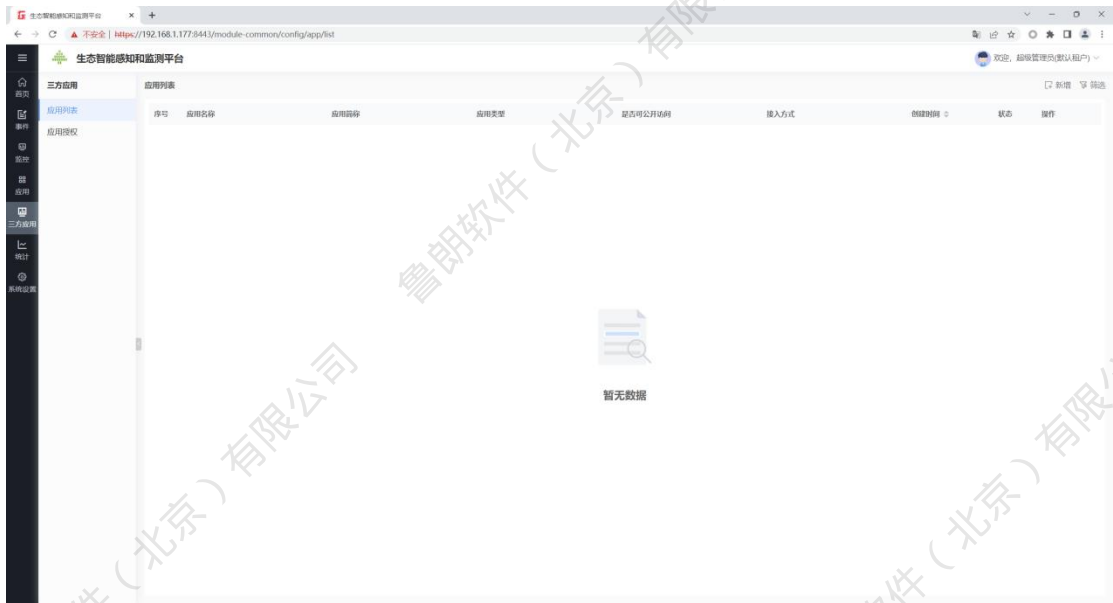 生态智能感知和监测平台
不安全 | https://192.168.1.177:8443/module-common/config/app/list
生态智能感知和监测平台
欢迎, 超级管理员(默认租户)
首页
事件
监控
应用
三方应用
统计
系统设置
三方应用
应用列表
应用授权
应用列表
新增 筛选
序号 应用名称 应用简称 应用类型 是否可公开访问 接入方式 创建时间 状态 操作
暂无数据
鲁朗软件（北京）有限
件（北京）有限公司
软件（北京）有限公